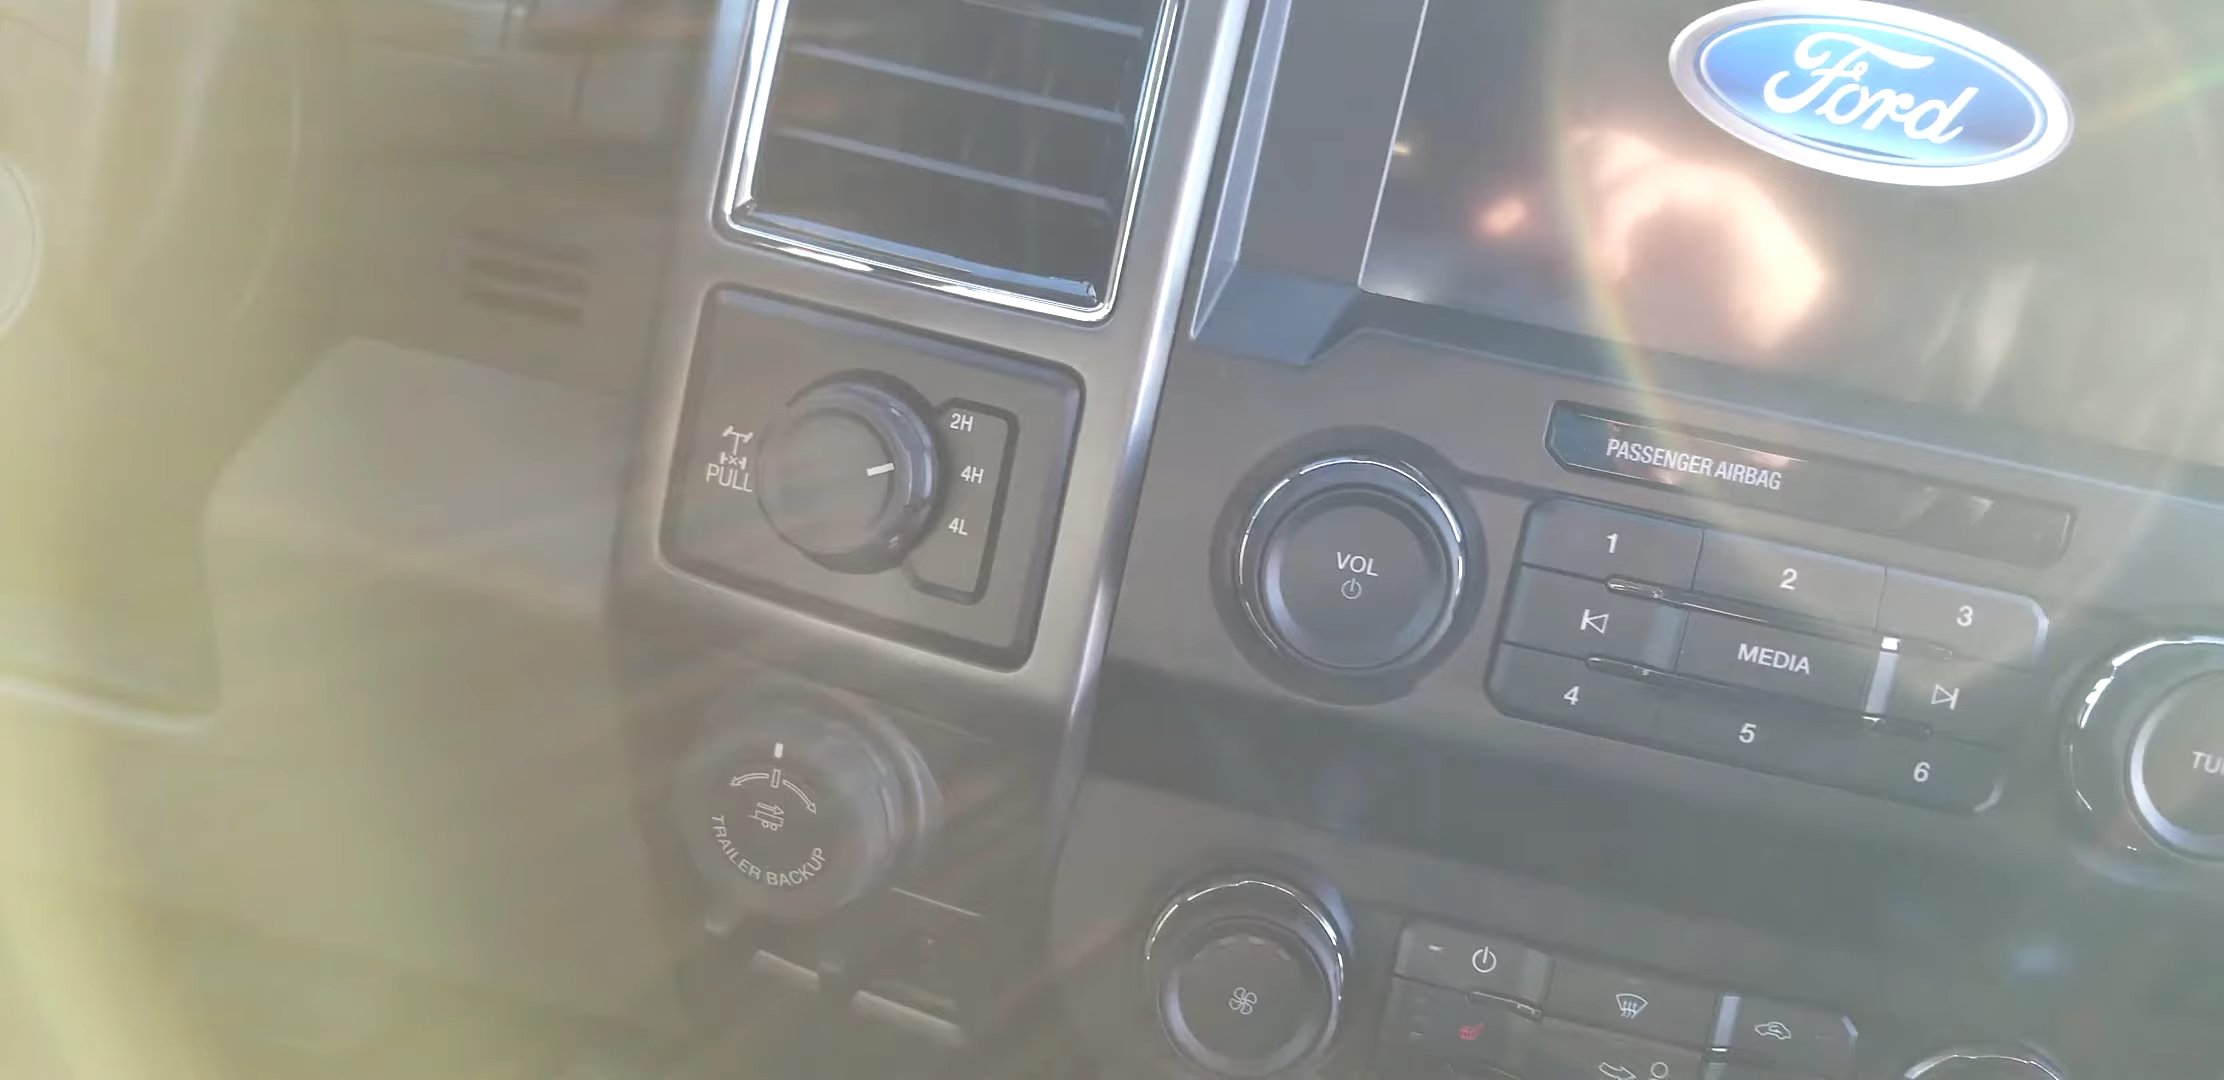 Ford
2H
4H
4L
PULL
PASSENGER AIRBAG
VOL
1
2
3
MEDIA
4
5
6
TRAILER BACKUP